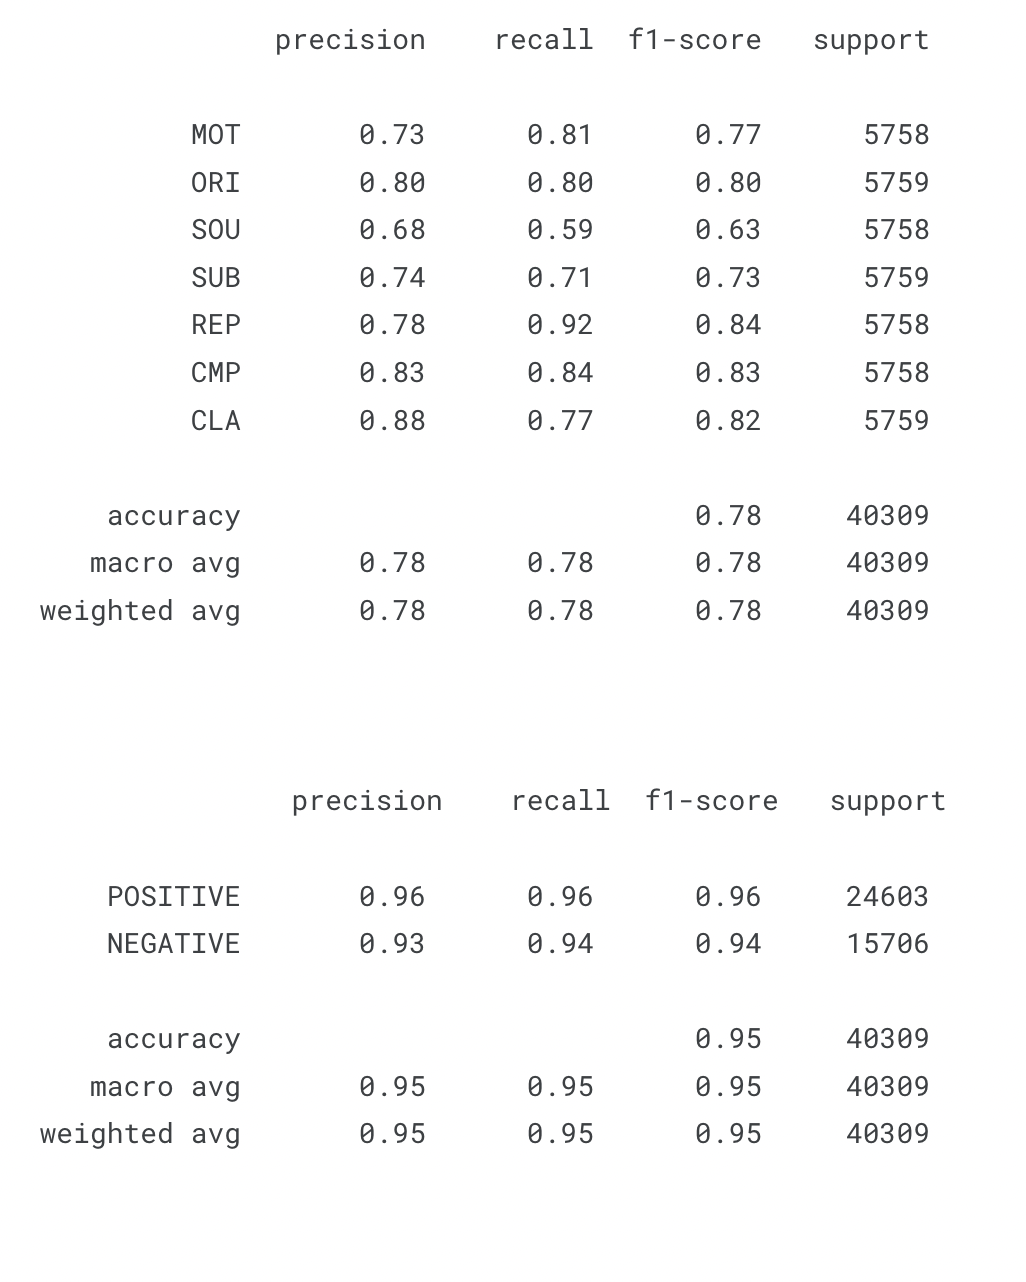 precision recall f1-score support
MOT 0.73 0.81 0.77 5758
ORI 0.80 0.80 0.80 5759
SOU 0.68 0.59 0.63 5758
SUB 0.74 0.71 0.73 5759
REP 0.78 0.92 0.84 5758
CMP 0.83 0.84 0.83 5758
CLA 0.88 0.77 0.82 5759
accuracy 0.78 40309
macro avg 0.78 0.78 0.78 40309
weighted avg 0.78 0.78 0.78 40309
precision recall f1-score support
POSITIVE 0.96 0.96 0.96 24603
NEGATIVE 0.93 0.94 0.94 15706
accuracy 0.95 40309
macro avg 0.95 0.95 0.95 40309
weighted avg 0.95 0.95 0.95 40309